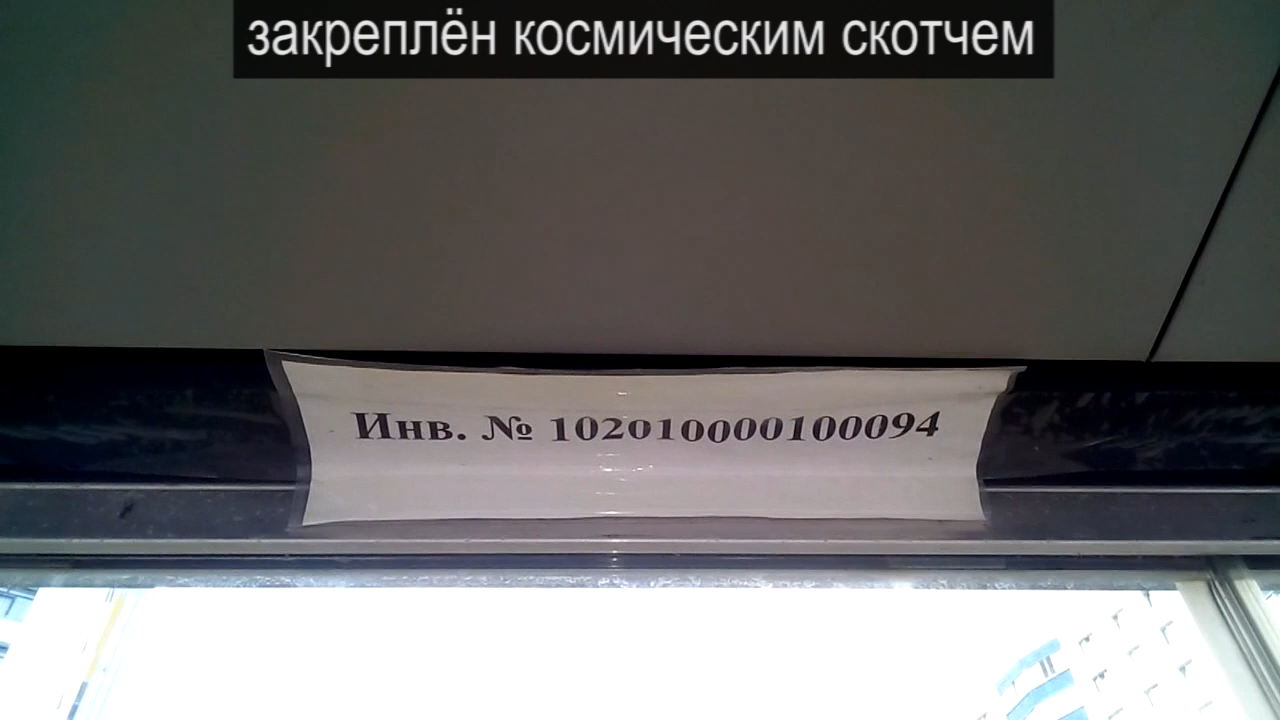 закреплён космическим скотчем
Инв. № 102010000100094